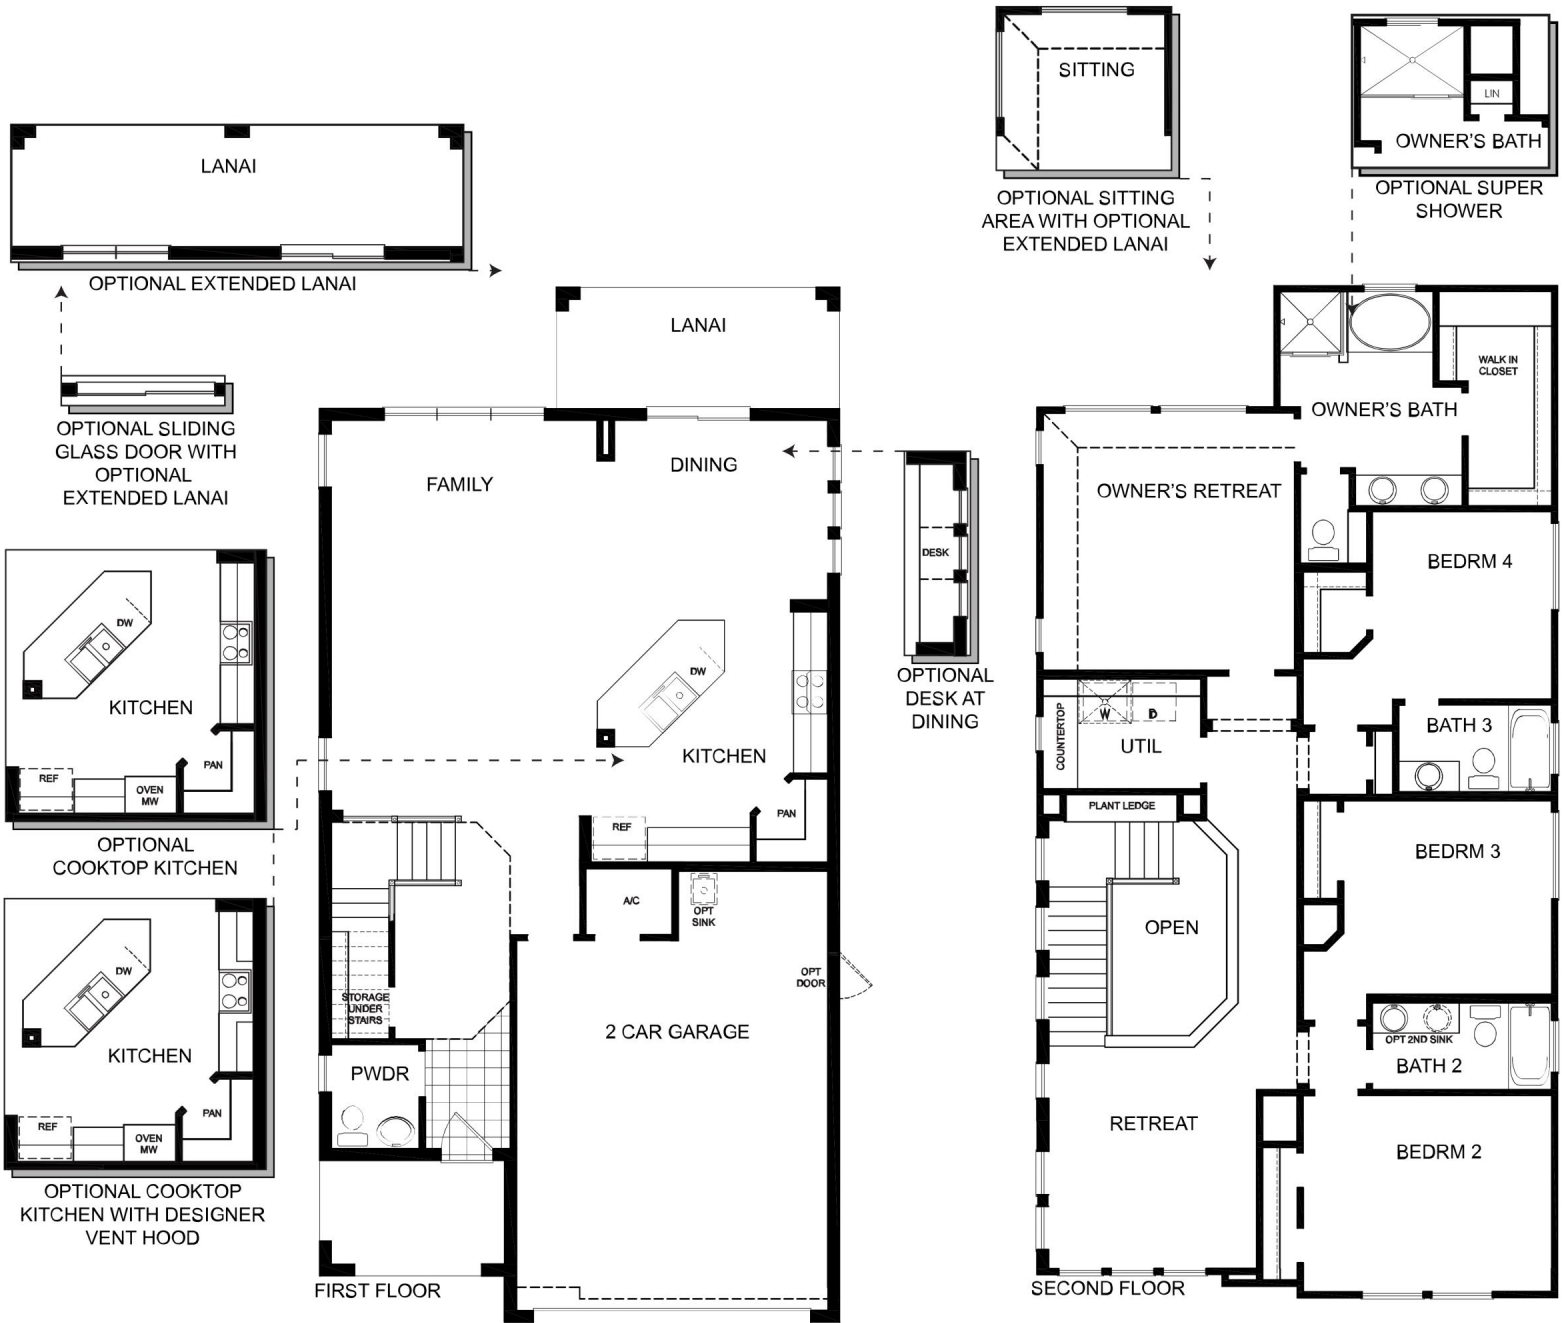 SITTING
OPTIONAL SITTING
AREA WITH OPTIONAL
EXTENDED LANAI
LIN
OWNER'S BATH
OPTIONAL SUPER
SHOWER
LANAI
OPTIONAL EXTENDED LANAI
OPTIONAL SLIDING
GLASS DOOR WITH
OPTIONAL
EXTENDED LANAI
DW
KITCHEN
PAN
REF
OVEN
MW
OPTIONAL
COOKTOP KITCHEN
DW
KITCHEN
PAN
REF
OVEN
MW
OPTIONAL COOKTOP
KITCHEN WITH DESIGNER
VENT HOOD
LANAI
DINING
FAMILY
DW
KITCHEN
PAN
REF
A/C
OPT
SINK
OPT
DOOR
STORAGE
UNDER
STAIRS
2 CAR GARAGE
PWDR
FIRST FLOOR
DESK
OPTIONAL
DESK AT
DINING
WALK IN
CLOSET
OWNER'S BATH
OWNER'S RETREAT
BEDRM 4
COUNTERTOP
W
D
UTIL
BATH 3
PLANT LEDGE
BEDRM 3
OPEN
OPT 2ND SINK
BATH 2
RETREAT
BEDRM 2
SECOND FLOOR